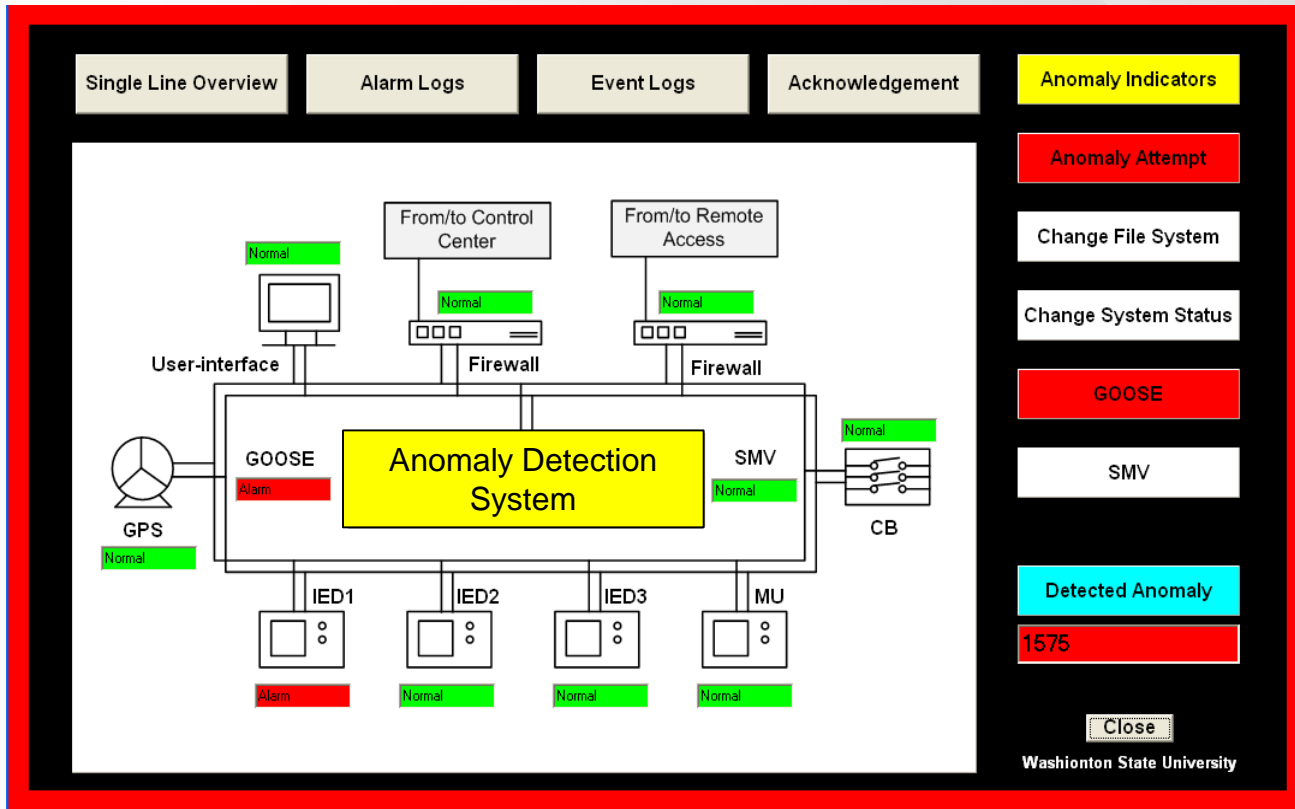 Single Line Overview
Alarm Logs
Event Logs
Acknowledgement
Anomaly Indicators
Anomaly Attempt
Change File System
Change System Status
GOOSE
SMV
Detected Anomaly
1575
Close
Washionton State University
From/to Control
Center
From/to Remote
Access
Normal
Normal
Normal
User-interface
Firewall
Firewall
Normal
GOOSE
Alarm
Anomaly Detection
System
SMV
Normal
GPS
Normal
CB
IED1
IED2
IED3
MU
Alarm
Normal
Normal
Normal